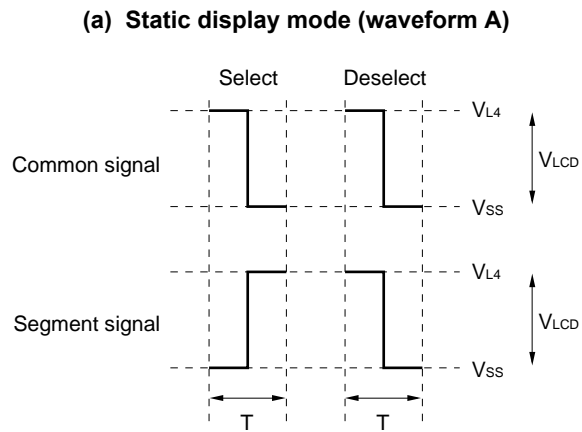 (a) Static display mode (waveform A)
Select Deselect
VL4
Common signal
VLCD
VSS
VL4
Segment signal
VLCD
VSS
T T